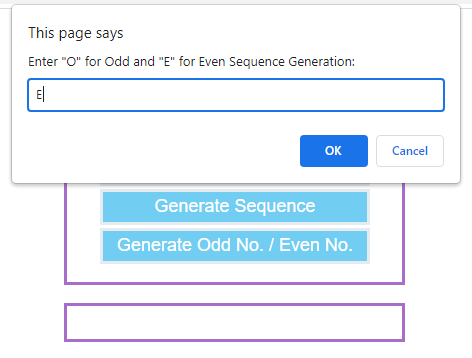 This page says
Enter "O" for Odd and "E" for Even Sequence Generation:
E
OK Cancel
Generate Sequence
Generate Odd No. / Even No.